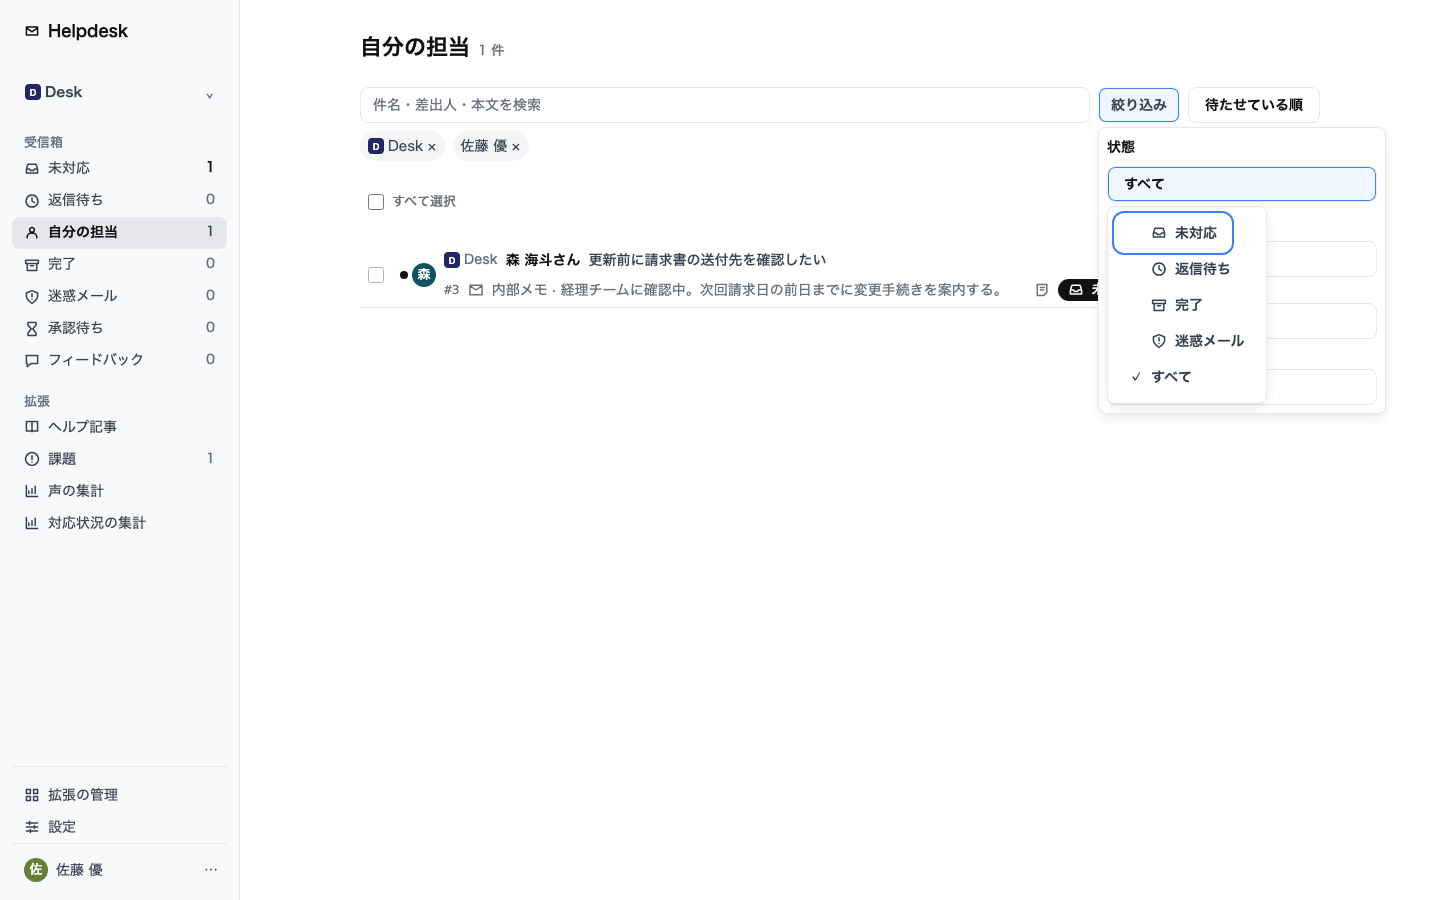 Helpdesk
D Desk
受信箱
未対応 1
返信待ち 0
自分の担当 1
完了 0
迷惑メール 0
承認待ち 0
フィードバック 0
拡張
ヘルプ記事
課題 1
声の集計
対応状況の集計
拡張の管理
設定
佐 佐藤 優 …
自分の担当 1 件
件名・差出人・本文を検索
絞り込み
待たせている順
D Desk ×
佐藤 優 ×
すべて選択
森
D Desk 森 海斗さん 更新前に請求書の送付先を確認したい
#3 内部メモ · 経理チームに確認中。次回請求日の前日までに変更手続きを案内する。
状態
すべて
未対応
返信待ち
完了
迷惑メール
✓ すべて